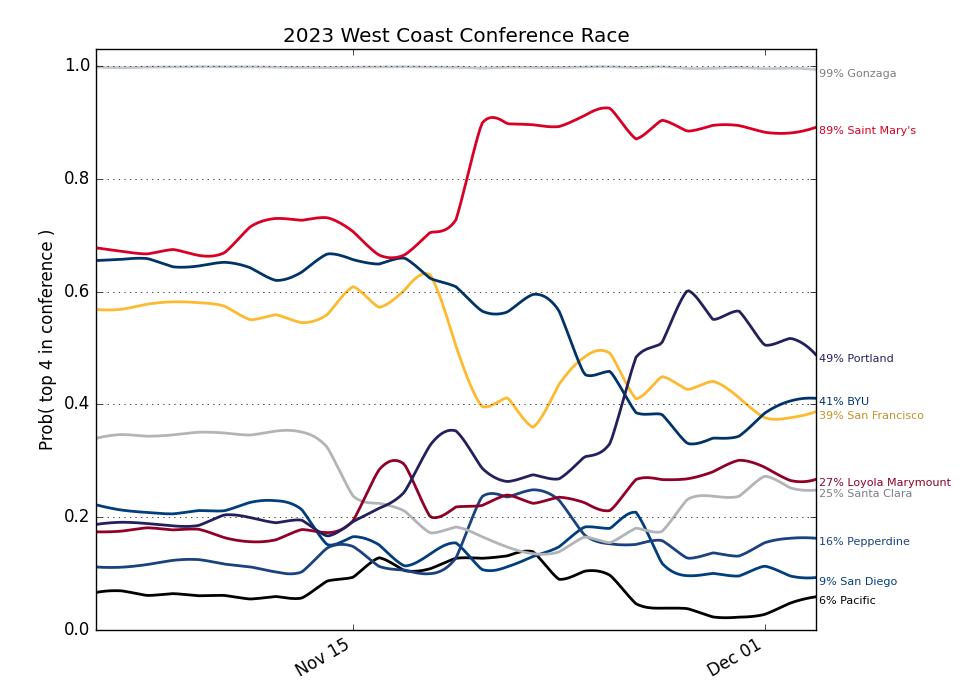 2023 West Coast Conference Race
1.0
0.8
0.6
0.4
0.2
0.0
Prob( top 4 in conference )
Nov 15
Dec 01
99% Gonzaga
89% Saint Mary's
49% Portland
41% BYU
39% San Francisco
27% Loyola Marymount
25% Santa Clara
16% Pepperdine
9% San Diego
6% Pacific